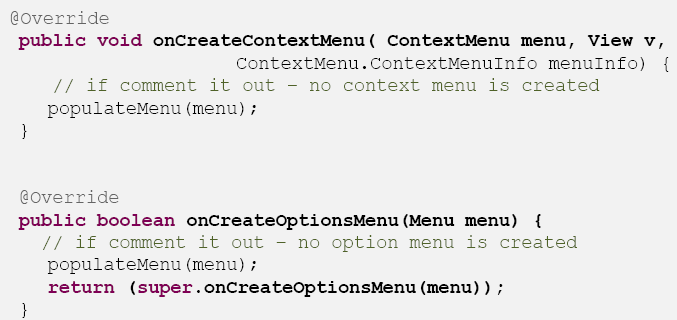 @Override
public void onCreateContextMenu( ContextMenu menu, View v,
ContextMenu.ContextMenuInfo menuInfo) {
// if comment it out – no context menu is created
populateMenu(menu);
}
@Override
public boolean onCreateOptionsMenu(Menu menu) {
// if comment it out – no option menu is created
populateMenu(menu);
return (super.onCreateOptionsMenu(menu));
}